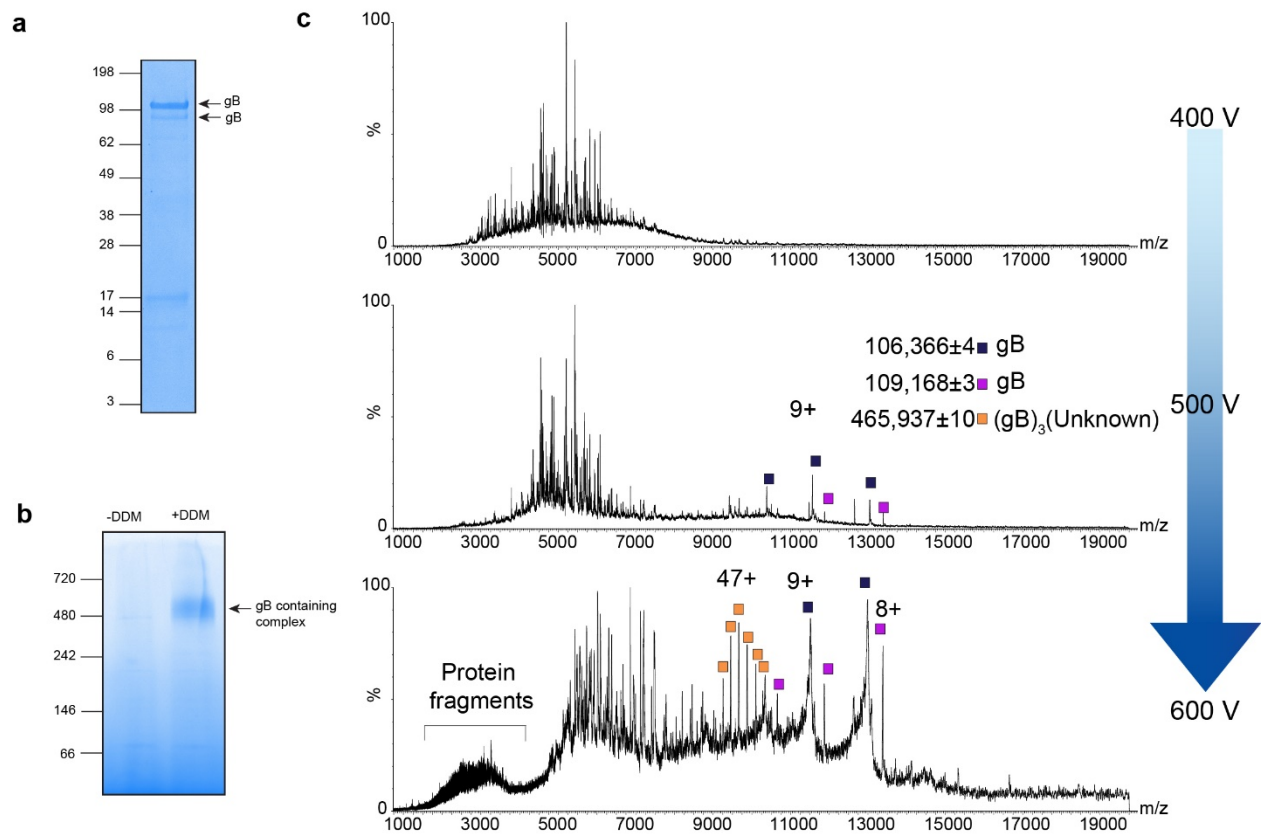 a
198
98
62
49
38
28
17
14
6
3
gB
gB
b
-DDM +DDM
720
480
242
146
66
gB containing
complex
c
100
%
0
1000 3000 5000 7000 9000 11000 13000 15000 17000 19000 m/z
100
%
0
106,366±4 gB
109,168±3 gB
465,937±10 (gB)3(Unknown)
9+
1000 3000 5000 7000 9000 11000 13000 15000 17000 19000 m/z
100
%
0
47+ 9+ 8+
Protein
fragments
1000 3000 5000 7000 9000 11000 13000 15000 17000 19000 m/z
400 V
500 V
600 V